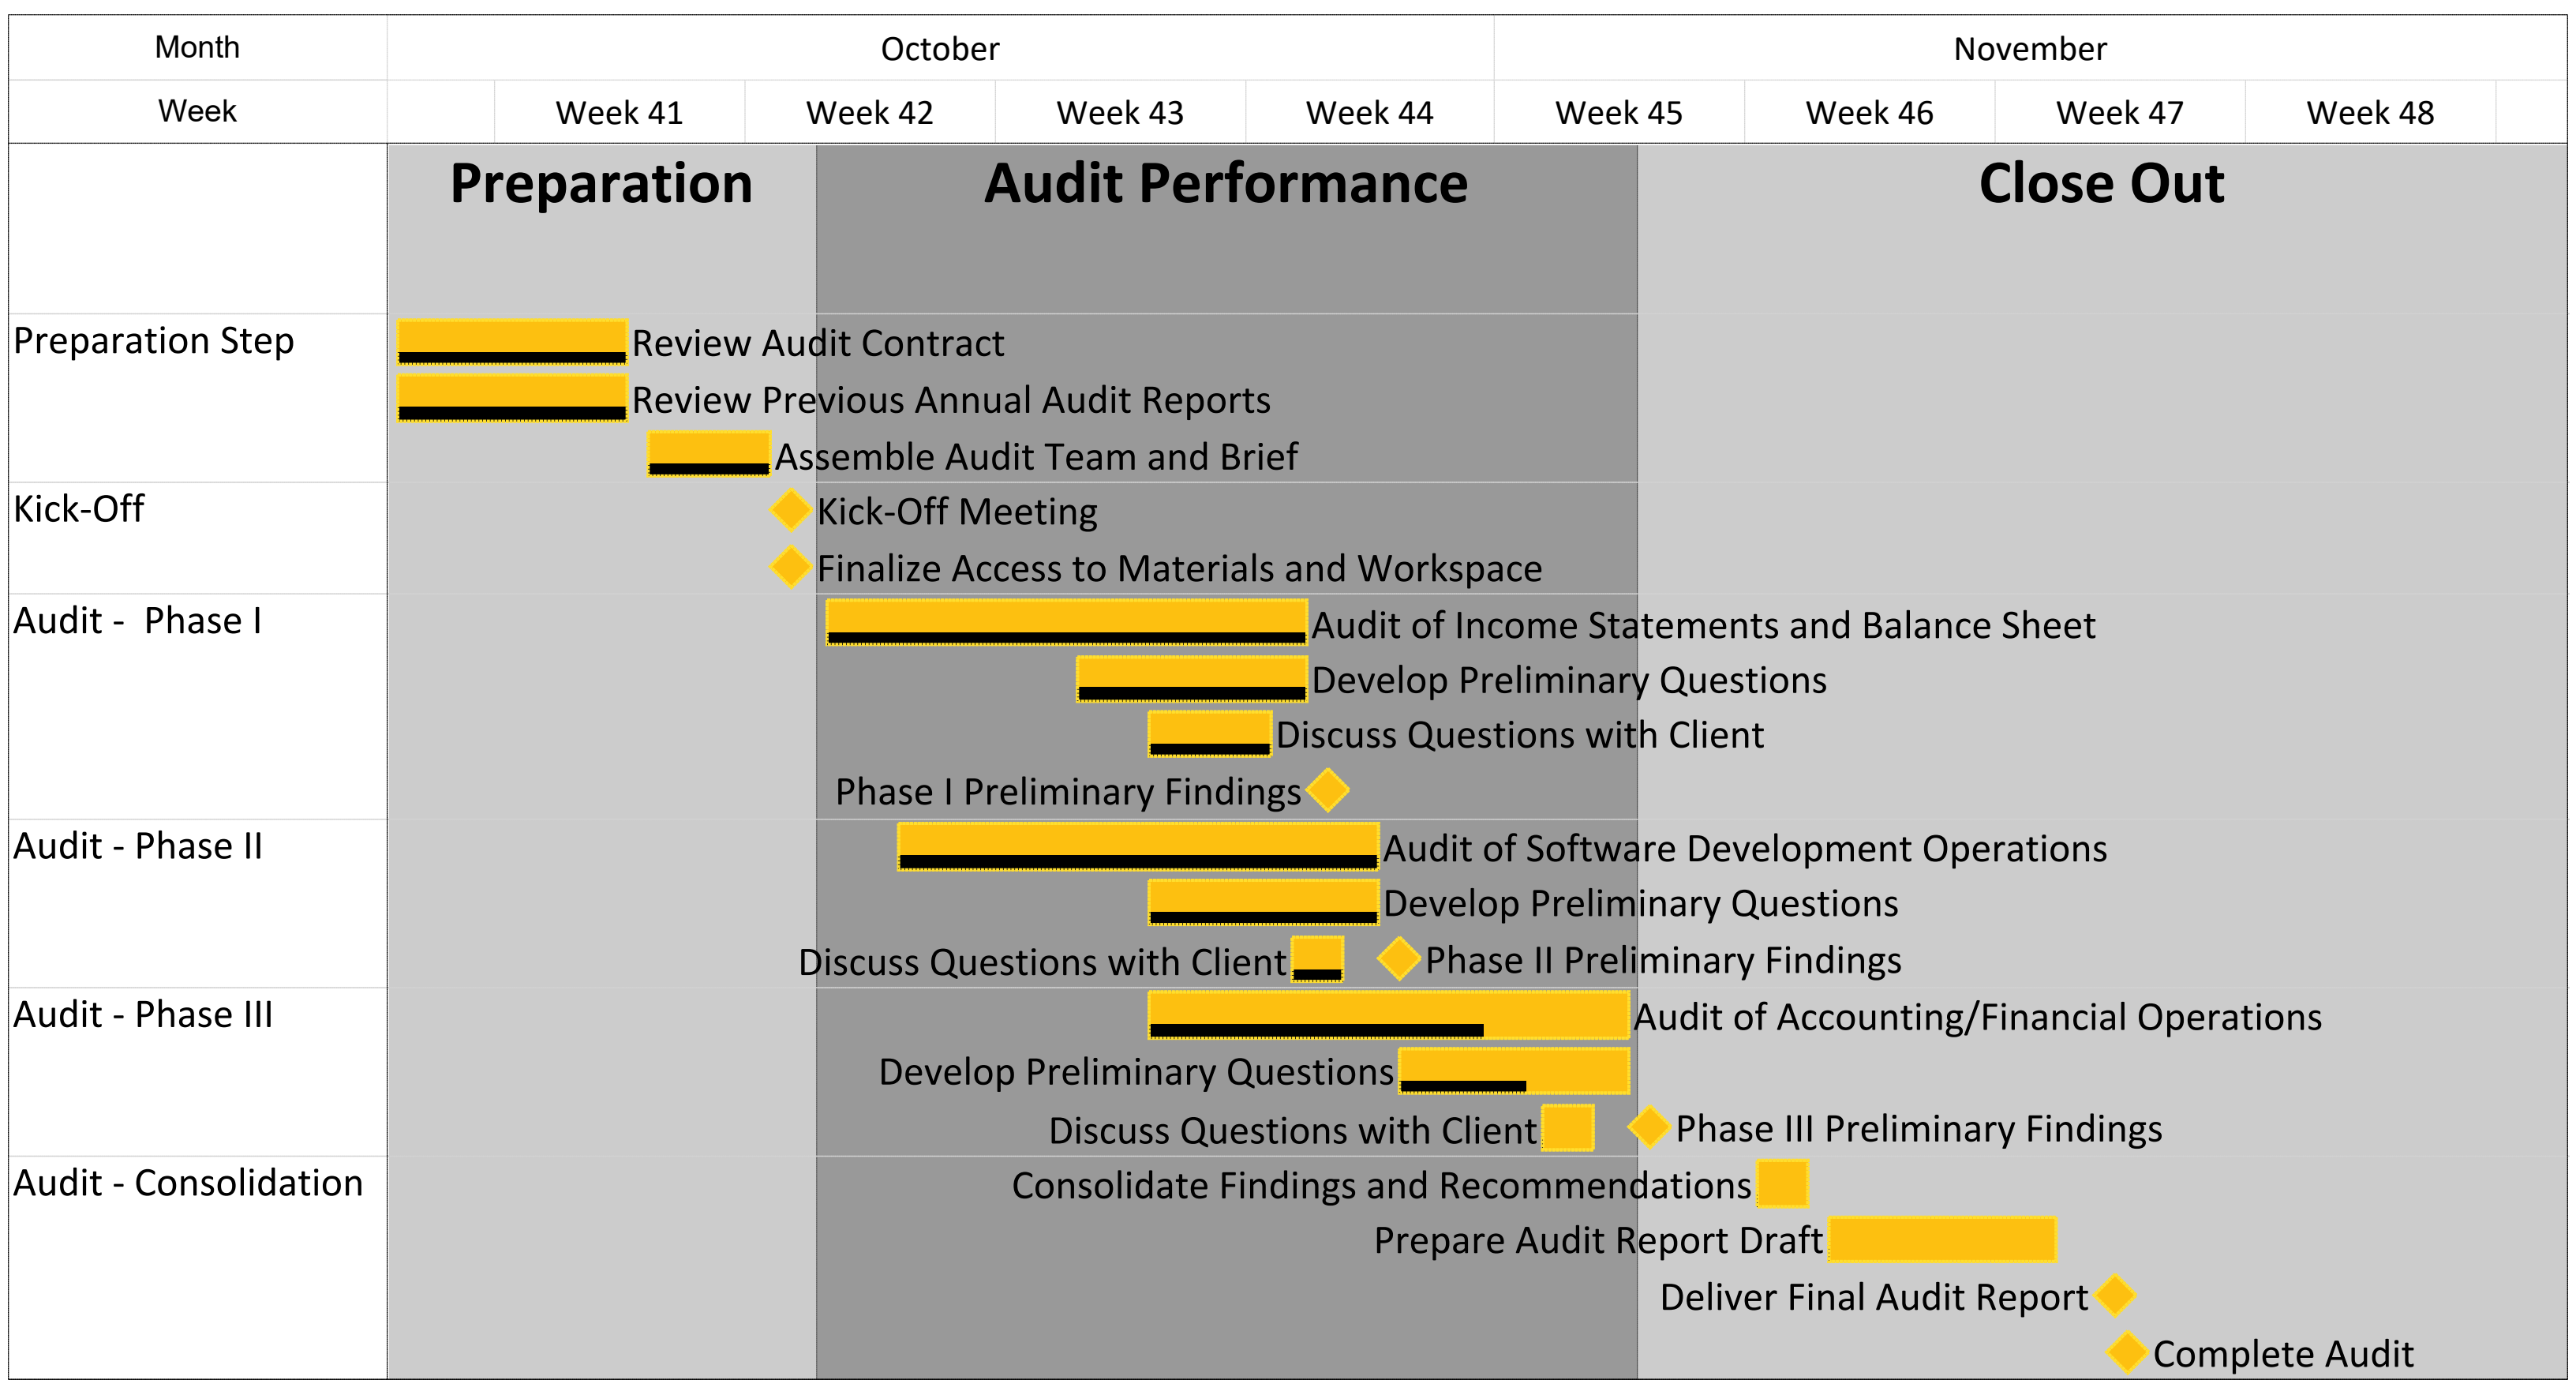 Month October November
Week Week 41 Week 42 Week 43 Week 44 Week 45 Week 46 Week 47 Week 48
Preparation Audit Performance Close Out
Preparation Step Review Audit Contract
Review Previous Annual Audit Reports
Assemble Audit Team and Brief
Kick-Off Kick-Off Meeting
Finalize Access to Materials and Workspace
Audit - Phase I Audit of Income Statements and Balance Sheet
Develop Preliminary Questions
Discuss Questions with Client
Phase I Preliminary Findings
Audit - Phase II Audit of Software Development Operations
Develop Preliminary Questions
Discuss Questions with Client Phase II Preliminary Findings
Audit - Phase III Audit of Accounting/Financial Operations
Develop Preliminary Questions
Discuss Questions with Client Phase III Preliminary Findings
Audit - Consolidation Consolidate Findings and Recommendations
Prepare Audit Report Draft
Deliver Final Audit Report
Complete Audit